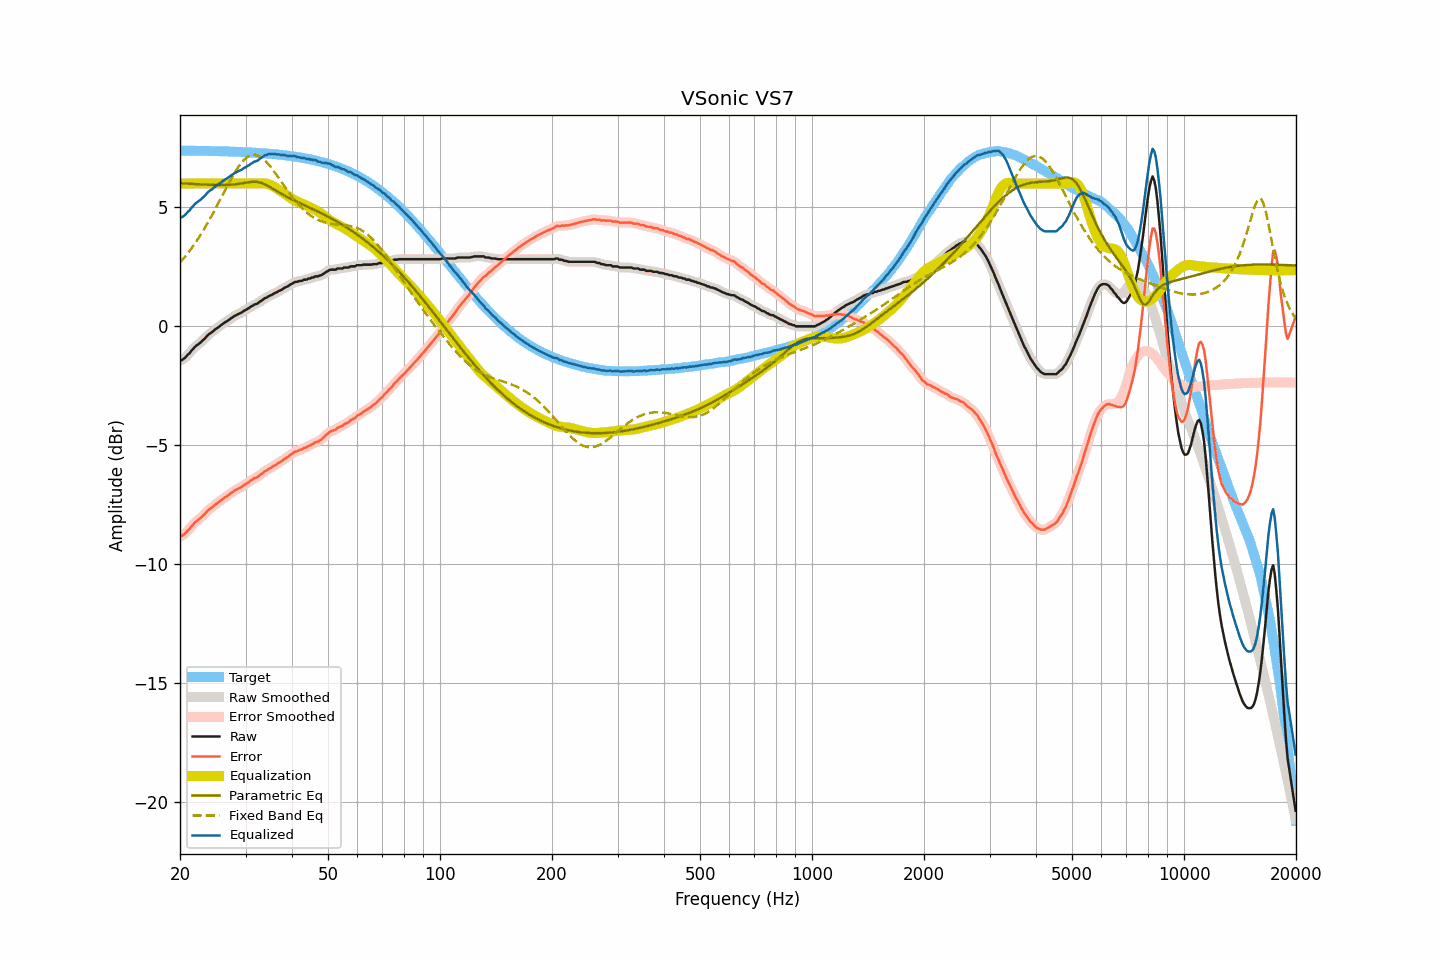 VSonic VS7
Amplitude (dBr)
5
0
−5
−10
−15
−20
Target
Raw Smoothed
Error Smoothed
Raw
Error
Equalization
Parametric Eq
Fixed Band Eq
Equalized
20 50 100 200 500 1000 2000 5000 10000 20000
Frequency (Hz)